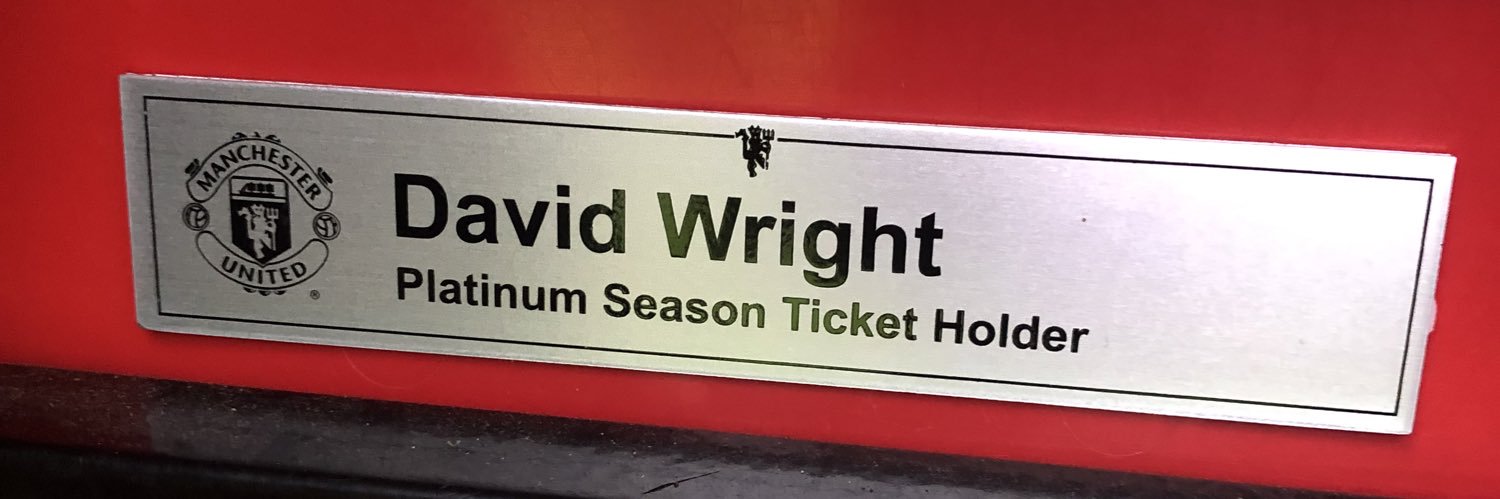 MANCHESTER
UNITED
®
David Wright
Platinum Season Ticket Holder